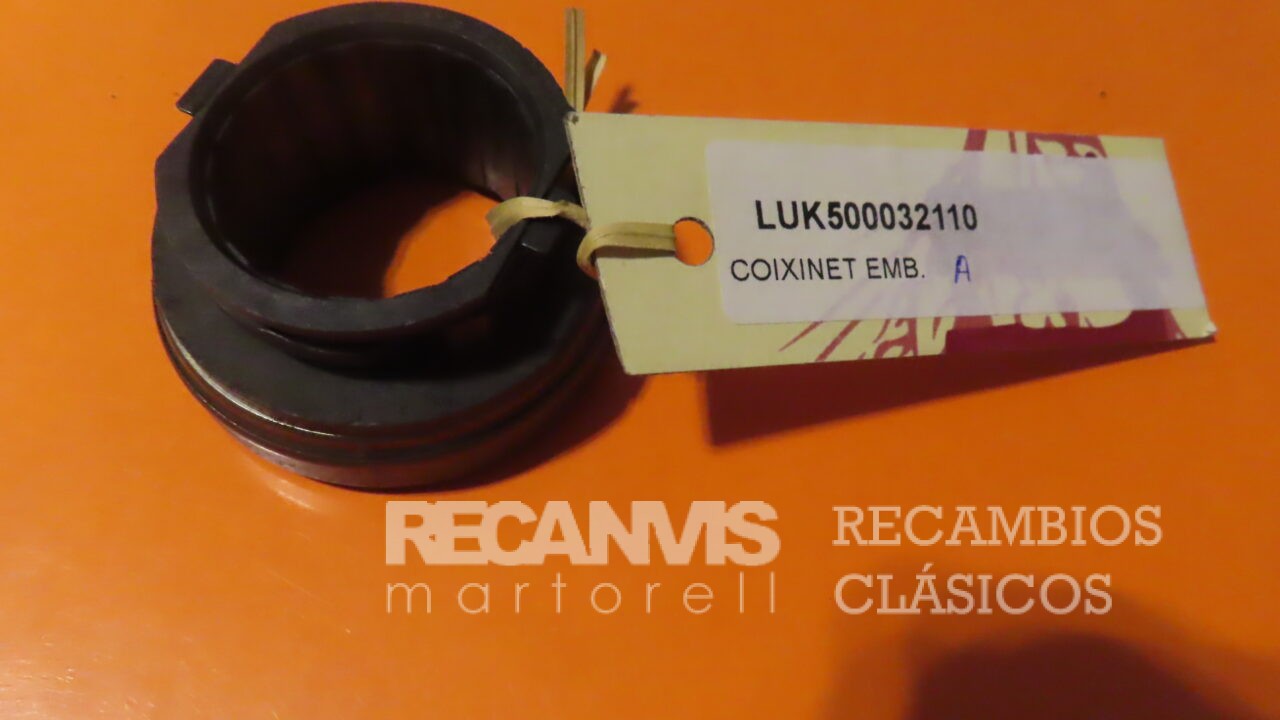 LUK500032110
COIXINET EMB. A
RECANVIS
martorell
RECAMBIOS
CLÁSICOS